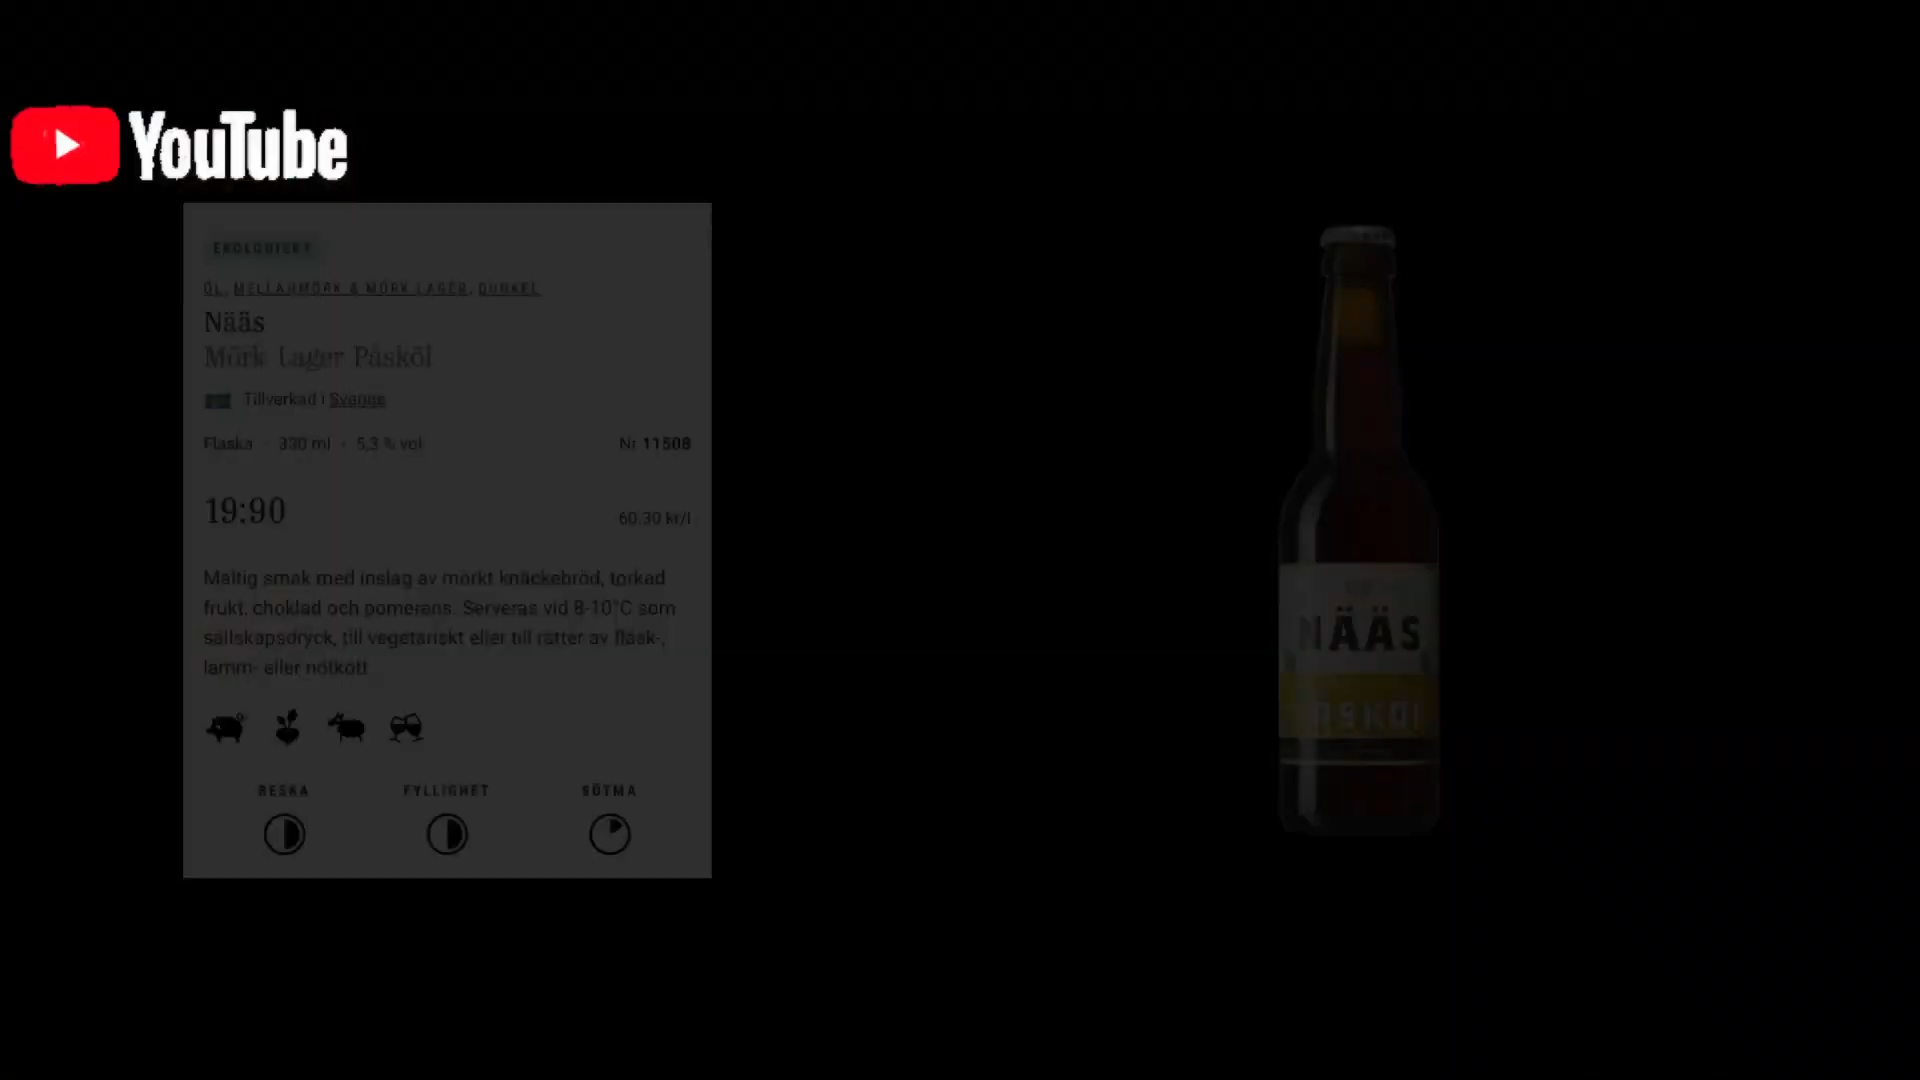 YouTube
EKOLOGISKT
ÖL, MELLANMÖRK & MÖRK LAGER, DUNKEL
Nääs
Mörk Lager Påsköl
Tillverkad i Sverige
Flaska · 330 ml · 5,3 % vol
Nr 11508
19:90
60,30 kr/l
Maltig smak med inslag av mörkt knäckebröd, torkad
frukt, choklad och pomerans. Serveras vid 8-10°C som
sällskapsdryck, till vegetariskt eller till rätter av fläsk-,
lamm- eller nötkött
BESKA
FYLLIGHET
SÖTMA
NÄÄS
PÅSKÖL